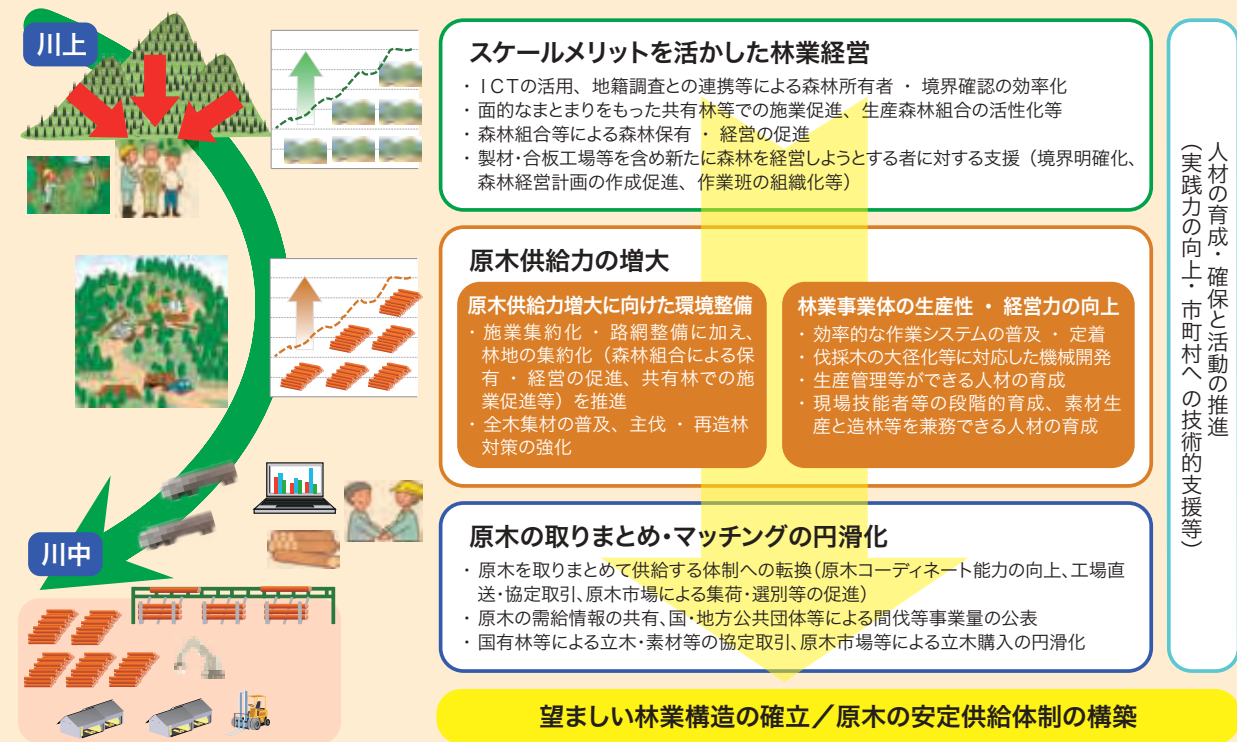 川上
スケールメリットを活かした林業経営
・ICTの活用、地籍調査との連携等による森林所有者・境界確認の効率化
・面的なまとまりをもった共有林等での施業促進、生産森林組合の活性化等
・森林組合等による森林保有・経営の促進
・製材・合板工場等を含め新たに森林を経営しようとする者に対する支援（境界明確化、
森林経営計画の作成促進、作業班の組織化等）
原木供給力の増大
原木供給力増大に向けた環境整備
・施業集約化・路網整備に加え、
林地の集約化（森林組合による保
有・経営の促進、共有林での施
業促進等）を推進
・全木集材の普及、主伐・再造林
対策の強化
林業事業体の生産性・経営力の向上
・効率的な作業システムの普及・定着
・伐採木の大径化等に対応した機械開発
・生産管理等ができる人材の育成
・現場技能者等の段階的育成、素材生
産と造林等を兼務できる人材の育成
川中
原木の取りまとめ・マッチングの円滑化
・原木を取りまとめて供給する体制への転換（原木コーディネート能力の向上、工場直
送・協定取引、原木市場による集荷・選別等の促進）
・原木の需給情報の共有、国・地方公共団体等による間伐等事業量の公表
・国有林等による立木・素材等の協定取引、原木市場等による立木購入の円滑化
望ましい林業構造の確立／原木の安定供給体制の構築
人材の育成・確保と活動の推進
（実践力の向上・市町村への技術的支援等）